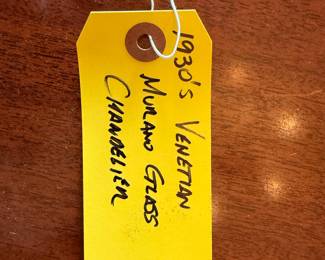 1930's VENETIAN
MURANO GLASS
CHANDELIER